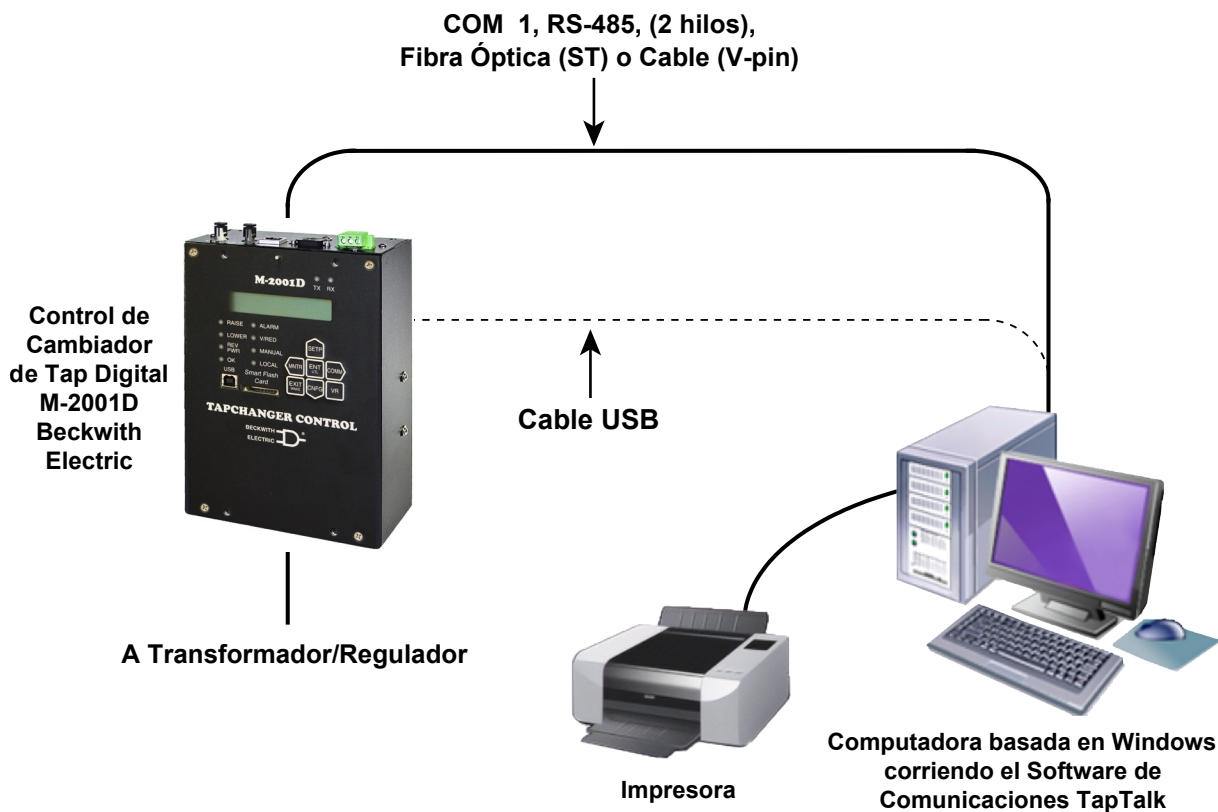 COM 1, RS-485, (2 hilos),
Fibra Óptica (ST) o Cable (V-pin)
M-2001D
TX RX
RAISE
ALARM
LOWER
V/RED
REV
PWR
MANUAL
OK
LOCAL
USB
Smart Flash
Card
SETP
MNTR
ENT
COMM
EXIT
WAKE
CNFG
VR
TAPCHANGER CONTROL
BECKWITH
ELECTRIC
Control de
Cambiador
de Tap Digital
M-2001D
Beckwith
Electric
Cable USB
A Transformador/Regulador
Impresora
Computadora basada en Windows
corriendo el Software de
Comunicaciones TapTalk